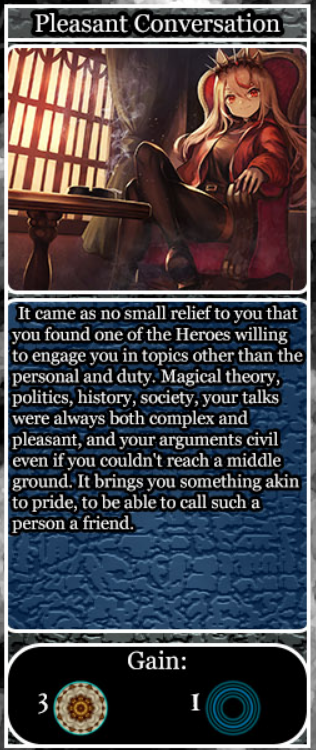 Pleasant Conversation
It came as no small relief to you that
you found one of the Heroes willing
to engage you in topics other than the
personal and duty. Magical theory,
politics, history, society, your talks
were always both complex and
pleasant, and your arguments civil
even if you couldn't reach a middle
ground. It brings you something akin
to pride, to be able to call such a
person a friend.
Gain:
3 1